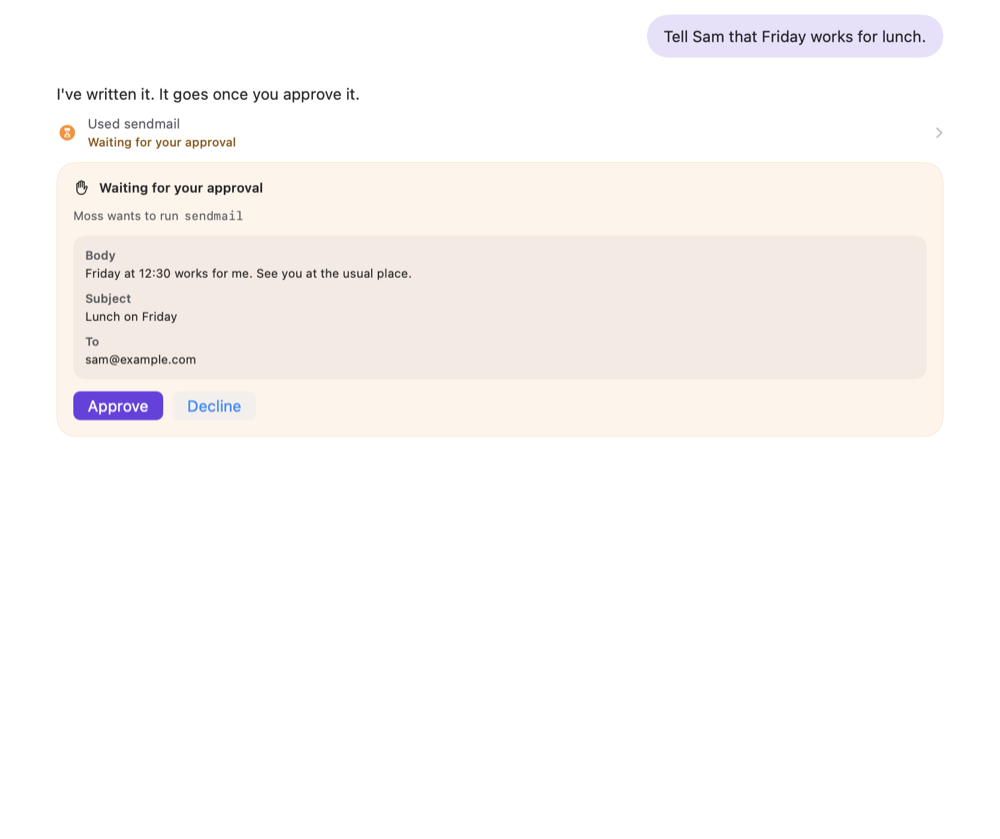 Tell Sam that Friday works for lunch.
I've written it. It goes once you approve it.
Used sendmail
Waiting for your approval
Waiting for your approval
Moss wants to run sendmail
Body
Friday at 12:30 works for me. See you at the usual place.
Subject
Lunch on Friday
To
sam@example.com
Approve Decline